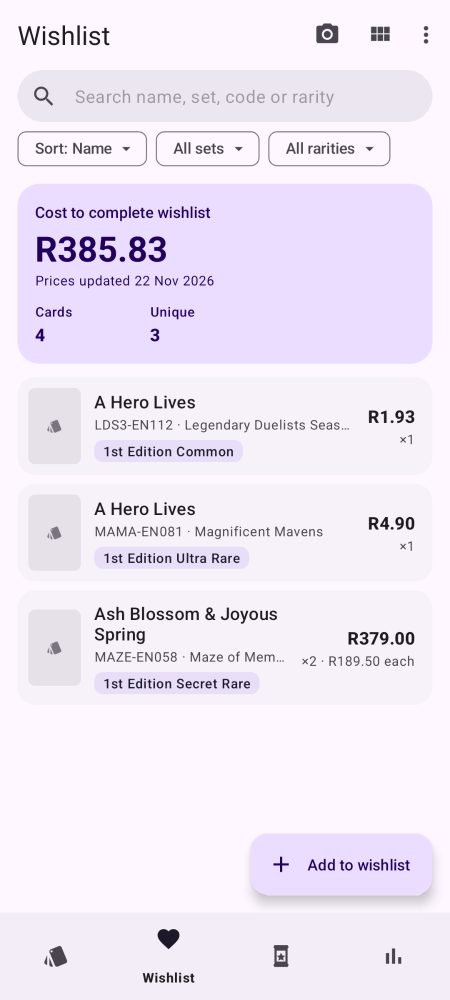 Wishlist
Search name, set, code or rarity
Sort: Name
All sets
All rarities
Cost to complete wishlist
R385.83
Prices updated 22 Nov 2026
Cards
Unique
4
3
A Hero Lives
LDS3-EN112 · Legendary Duelists Seas…
1st Edition Common
R1.93
×1
A Hero Lives
MAMA-EN081 · Magnificent Mavens
1st Edition Ultra Rare
R4.90
×1
Ash Blossom & Joyous
Spring
MAZE-EN058 · Maze of Mem…
1st Edition Secret Rare
R379.00
×2 · R189.50 each
Add to wishlist
Wishlist